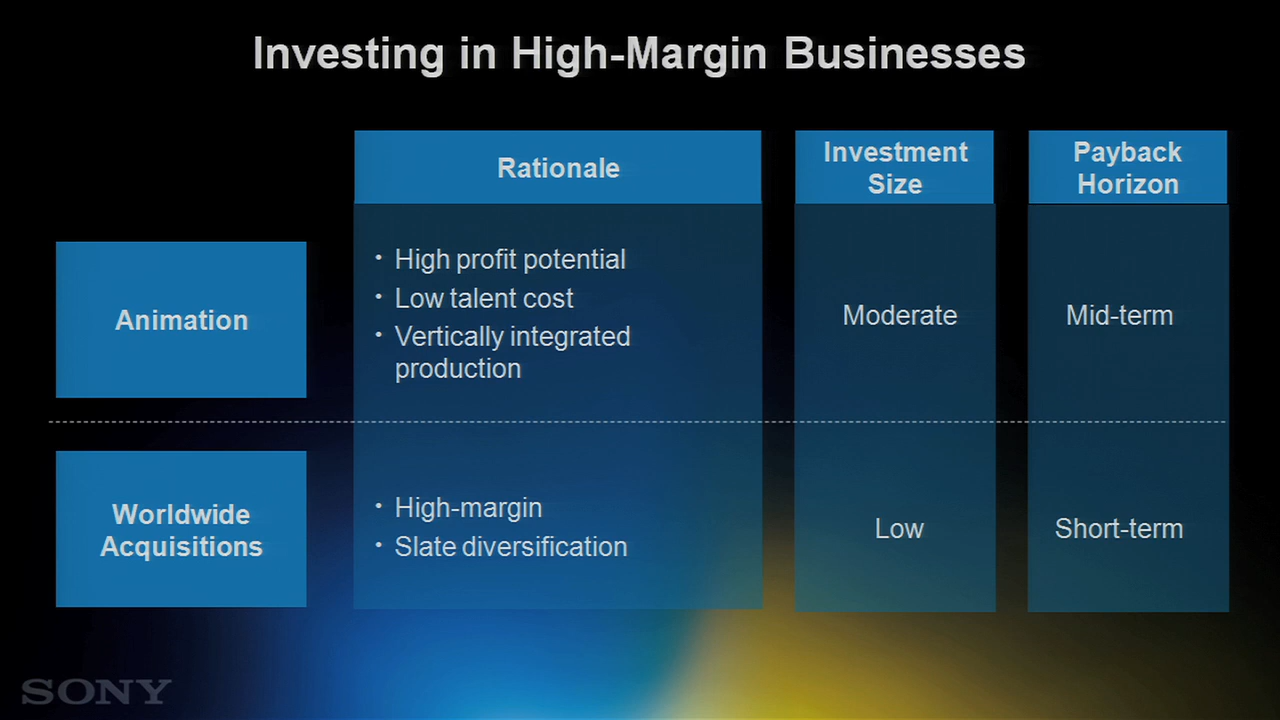 Investing in High-Margin Businesses
Rationale
Investment
Size
Payback
Horizon
Animation
• High profit potential
• Low talent cost
• Vertically integrated
production
Moderate
Mid-term
Worldwide
Acquisitions
• High-margin
• Slate diversification
Low
Short-term
SONY